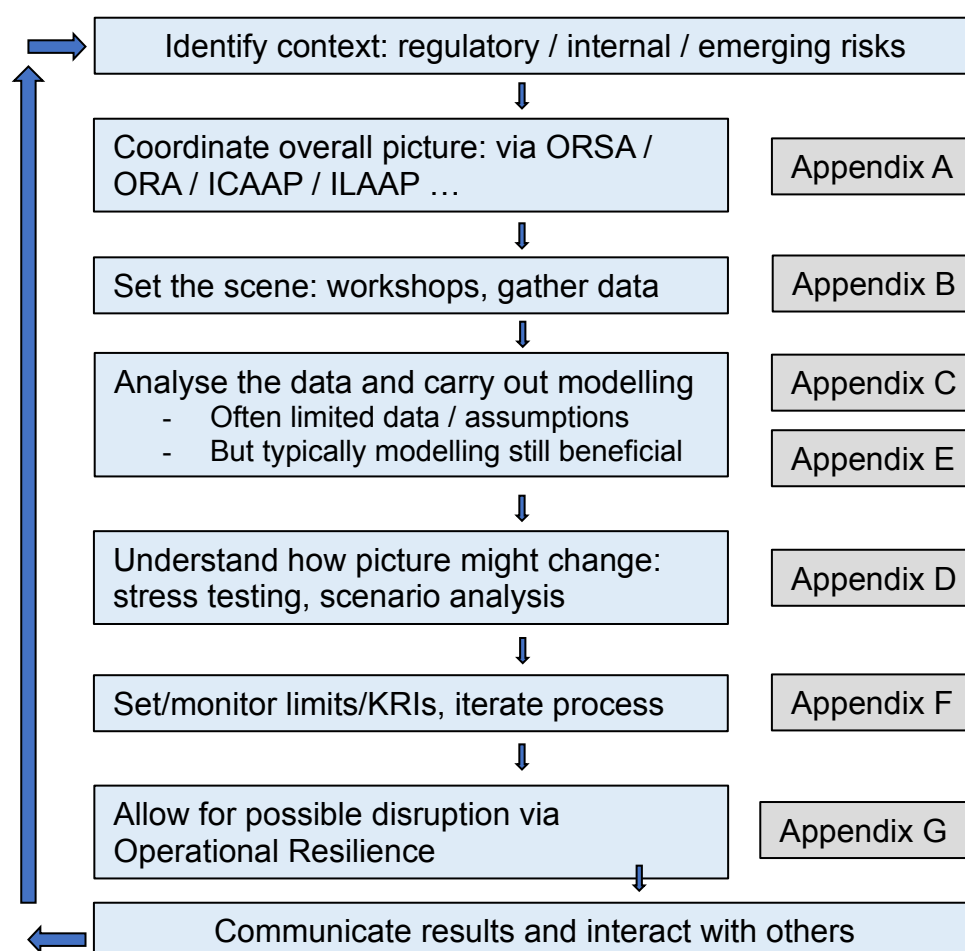 Identify context: regulatory / internal / emerging risks
Coordinate overall picture: via ORSA /
ORA / ICAAP / ILAAP …
Appendix A
Set the scene: workshops, gather data
Appendix B
Analyse the data and carry out modelling
- Often limited data / assumptions
- But typically modelling still beneficial
Appendix C
Appendix E
Understand how picture might change:
stress testing, scenario analysis
Appendix D
Set/monitor limits/KRIs, iterate process
Appendix F
Allow for possible disruption via
Operational Resilience
Appendix G
Communicate results and interact with others